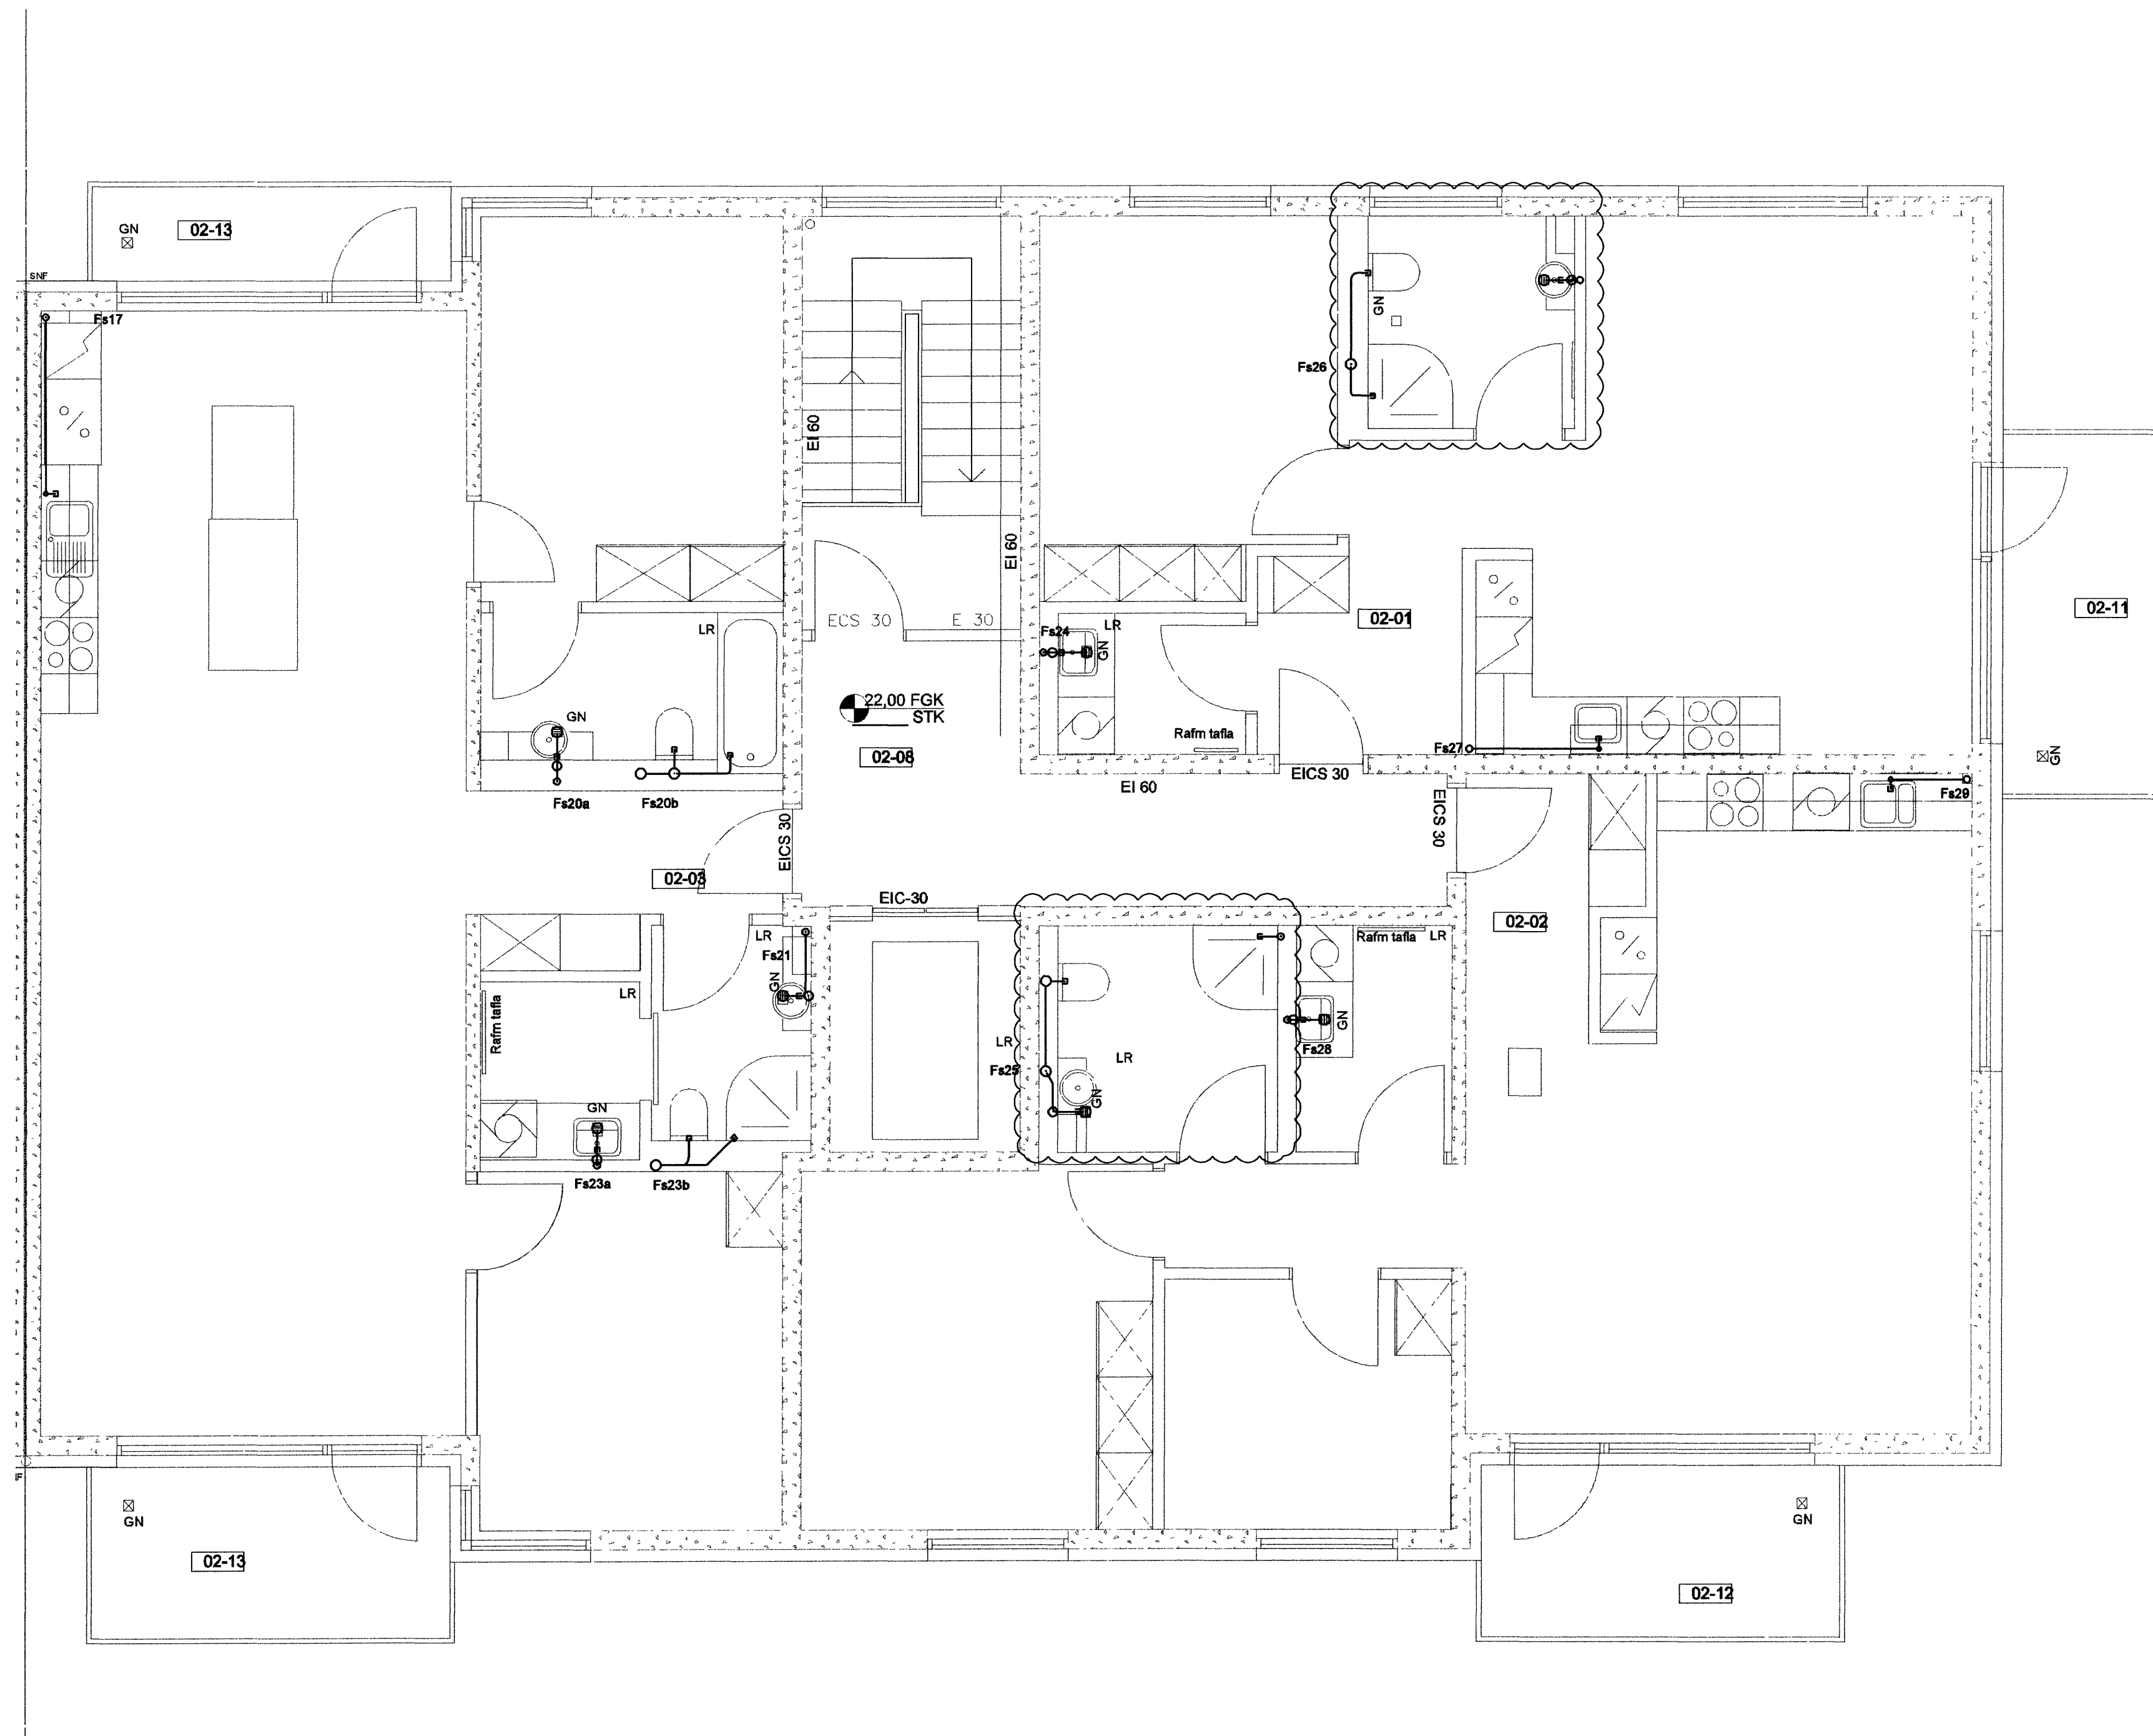 GN
02-13
SNF
Fs17
GN
Fs26
EI 60
EI 60
ECS 30
E 30
Fs24
LR
GN
LR
02-01
02-11
22,00 FGK
STK
GN
Rafm tafla
02-08
Fs27
GN
EICS 30
EI 60
Fs20a
Fs20b
EICS 30
EICS 30
Fs29
02-03
EIC-30
02-02
LR
Fs21
GN
Rafm tafla
LR
LR
Rafm tafla
GN
Fs28
LR
Fs25
LR
GN
GN
Fs23a
Fs23b
GN
02-13
GN
02-12